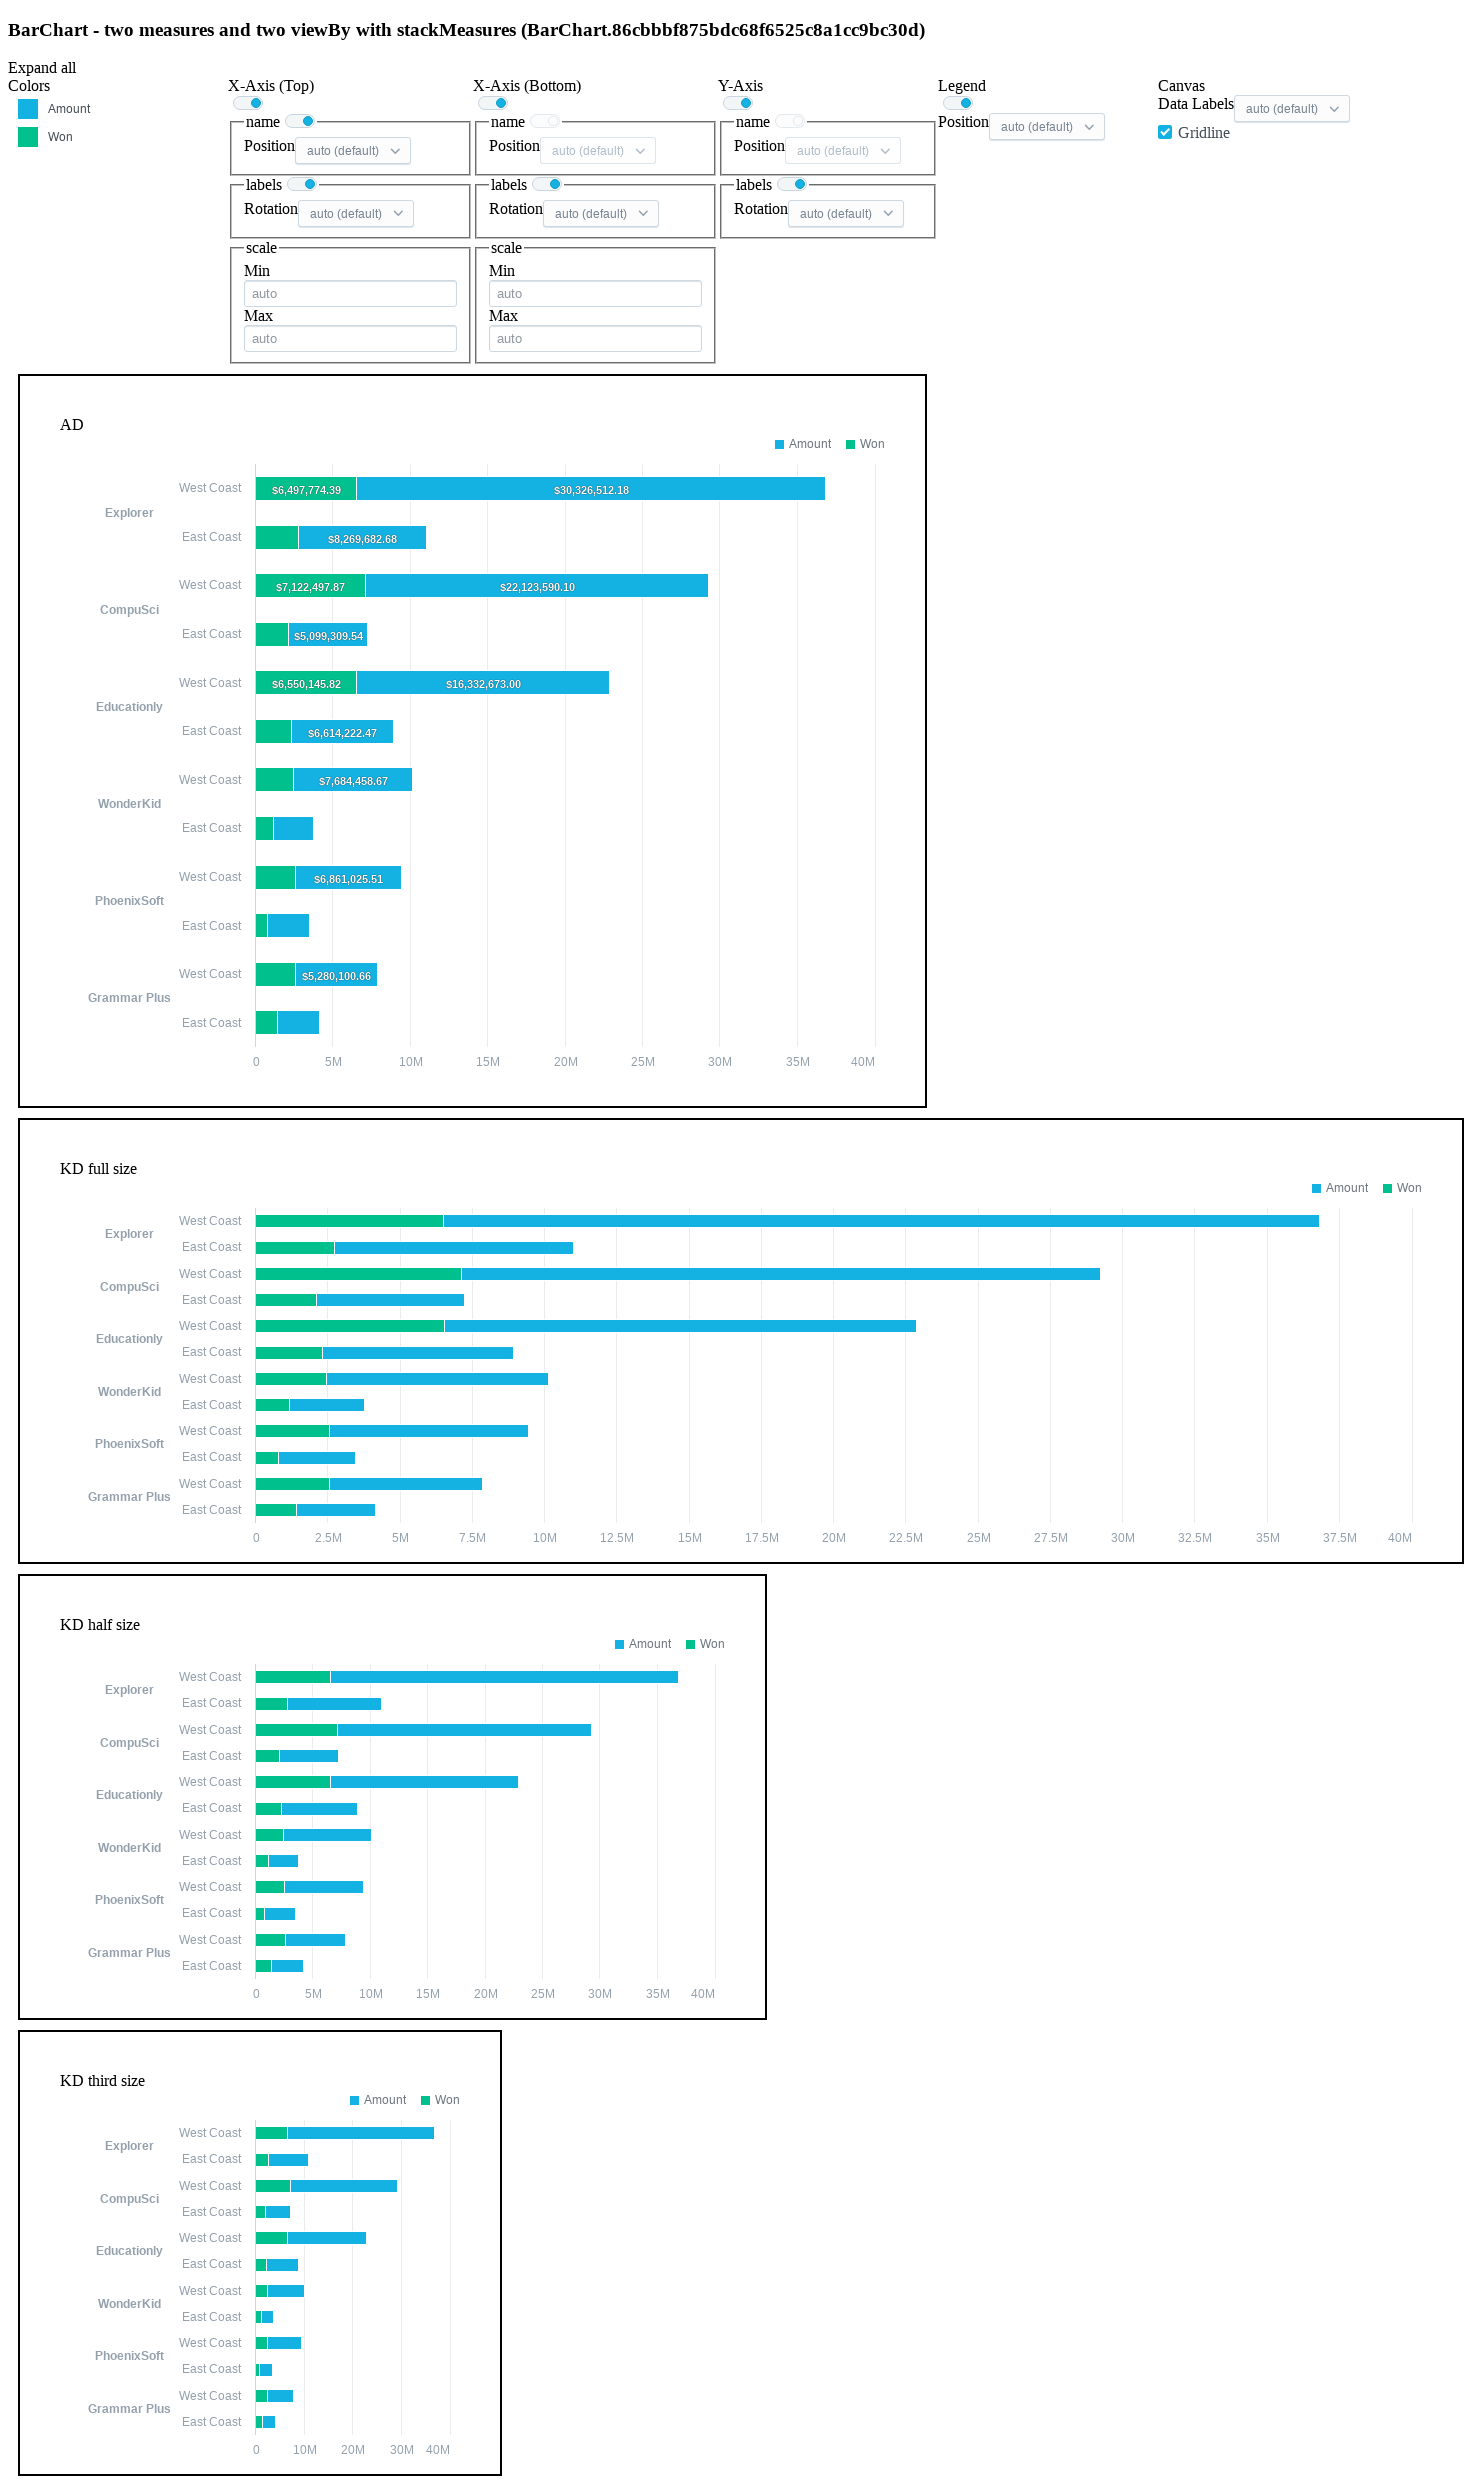 BarChart - two measures and two viewBy with stackMeasures (BarChart.86cbbbf875bdc68f6525c8a1cc9bc30d)
Expand all
Colors
Amount
Won
X-Axis (Top)
name
Position auto (default)
labels
Rotation auto (default)
scale
Min
auto
Max
auto
X-Axis (Bottom)
name
Position auto (default)
labels
Rotation auto (default)
scale
Min
auto
Max
auto
Y-Axis
name
Position auto (default)
labels
Rotation auto (default)
Legend
Position auto (default)
Canvas
Data Labels auto (default)
Gridline
AD
Amount Won
West Coast $6,497,774.39 $30,326,512.18
Explorer
East Coast $8,269,682.68
West Coast $7,122,497.87 $22,123,590.10
CompuSci
East Coast $5,099,309.54
West Coast $6,550,145.82 $16,332,673.00
Educationly
East Coast $6,614,222.47
West Coast $7,684,458.67
WonderKid
East Coast
West Coast $6,861,025.51
PhoenixSoft
East Coast
West Coast $5,280,100.66
Grammar Plus
East Coast
0 5M 10M 15M 20M 25M 30M 35M 40M
KD full size
Amount Won
West Coast
Explorer
East Coast
West Coast
CompuSci
East Coast
West Coast
Educationly
East Coast
West Coast
WonderKid
East Coast
West Coast
PhoenixSoft
East Coast
West Coast
Grammar Plus
East Coast
0 2.5M 5M 7.5M 10M 12.5M 15M 17.5M 20M 22.5M 25M 27.5M 30M 32.5M 35M 37.5M 40M
KD half size
Amount Won
West Coast
Explorer
East Coast
West Coast
CompuSci
East Coast
West Coast
Educationly
East Coast
West Coast
WonderKid
East Coast
West Coast
PhoenixSoft
East Coast
West Coast
Grammar Plus
East Coast
0 5M 10M 15M 20M 25M 30M 35M 40M
KD third size
Amount Won
West Coast
Explorer
East Coast
West Coast
CompuSci
East Coast
West Coast
Educationly
East Coast
West Coast
WonderKid
East Coast
West Coast
PhoenixSoft
East Coast
West Coast
Grammar Plus
East Coast
0 10M 20M 30M 40M